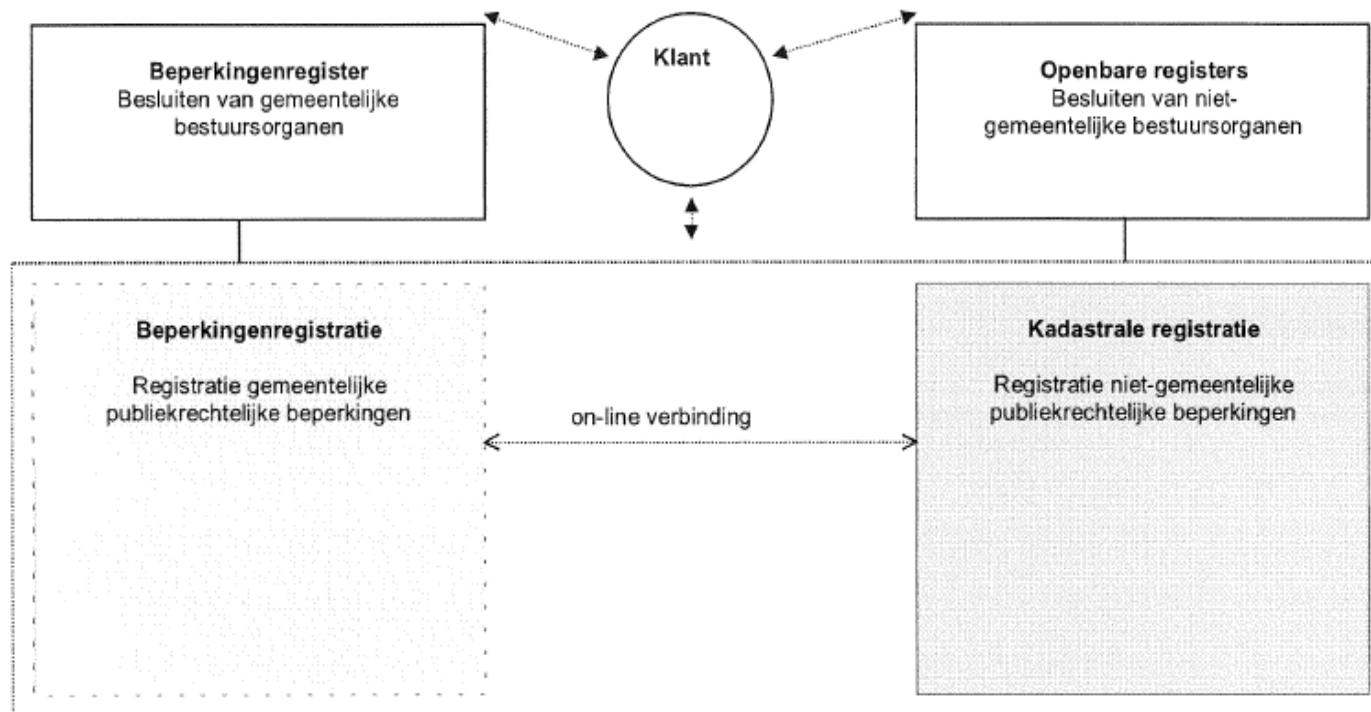 Beperkingenregister
Besluiten van gemeentelijke
bestuursorganen
Klant
Openbare registers
Besluiten van niet-
gemeentelijke bestuursorganen
Beperkingenregistratie
Registratie gemeentelijke
publiekrechtelijke beperkingen
on-line verbinding
Kadastrale registratie
Registratie niet-gemeentelijke
publiekrechtelijke beperkingen